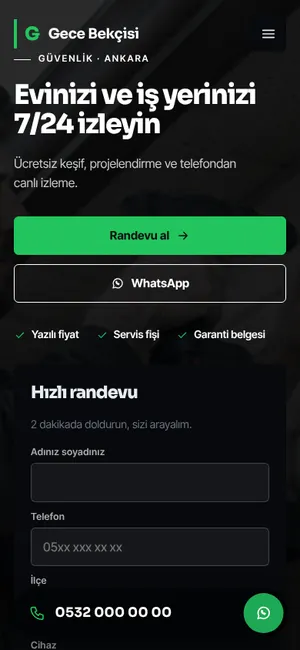 G Gece Bekçisi
GÜVENLİK · ANKARA
Evinizi ve iş yerinizi
7/24 izleyin
Ücretsiz keşif, projelendirme ve telefondan
canlı izleme.
Randevu al →
WhatsApp
✓ Yazılı fiyat ✓ Servis fişi ✓ Garanti belgesi
Hızlı randevu
2 dakikada doldurun, sizi arayalım.
Adınız soyadınız
Telefon
05xx xxx xx xx
İlçe
0532 000 00 00
Cihaz